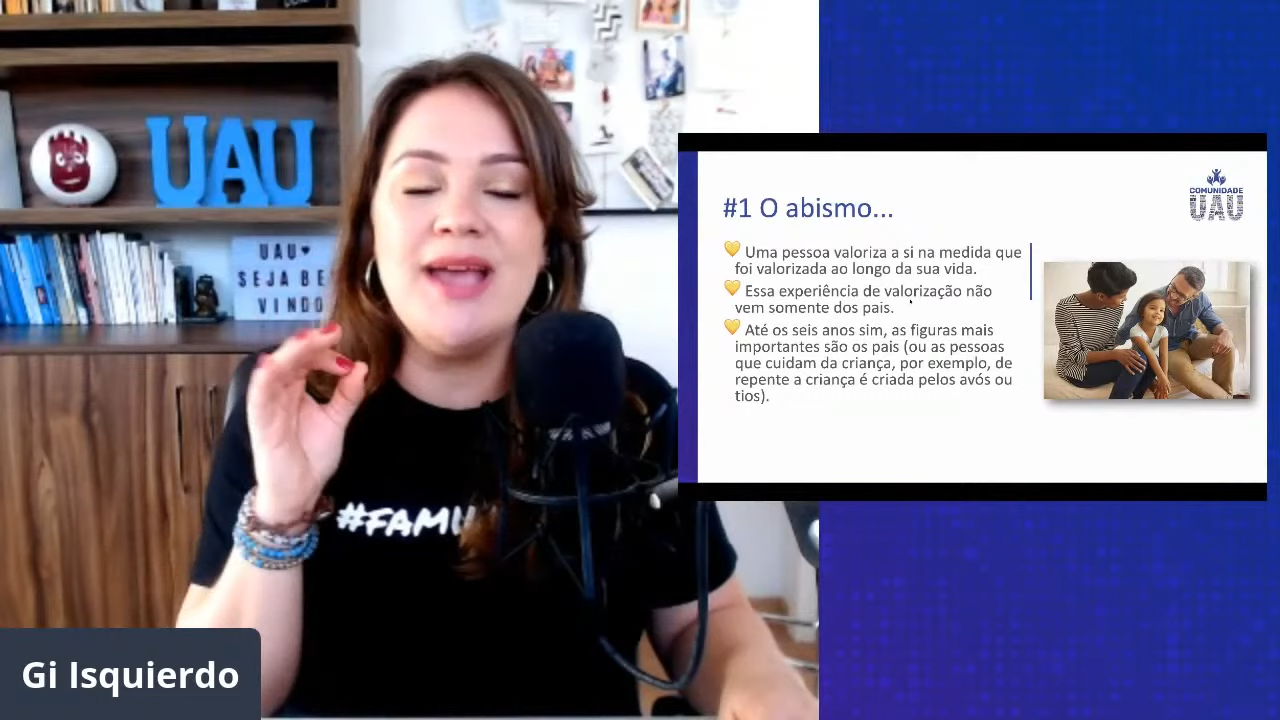 UAU
UAU♥
SEJA BE
VINDO
#FAMI
Gi Isquierdo
COMUNIDADE
UAU
#1 O abismo...
💛 Uma pessoa valoriza a si na medida que
foi valorizada ao longo da sua vida.
💛 Essa experiência de valorização não
vem somente dos pais.
💛 Até os seis anos sim, as figuras mais
importantes são os pais (ou as pessoas
que cuidam da criança, por exemplo, de
repente a criança é criada pelos avós ou
tios).